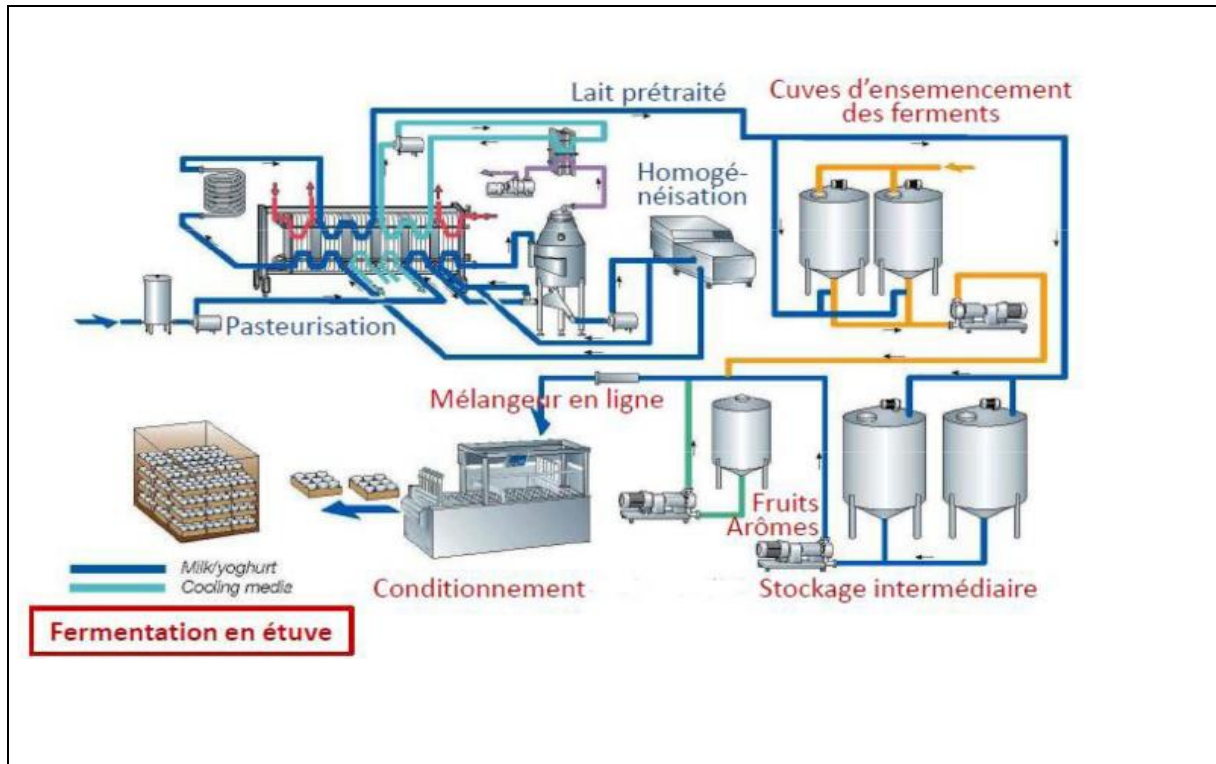 Lait prétraité
Cuves d'ensemencement
des ferments
Homogé-
néisation
Pasteurisation
Mélangeur en ligne
Fruits
Arômes
Milk/yoghurt
Cooling media
Conditionnement
Stockage intermédiaire
Fermentation en étuve